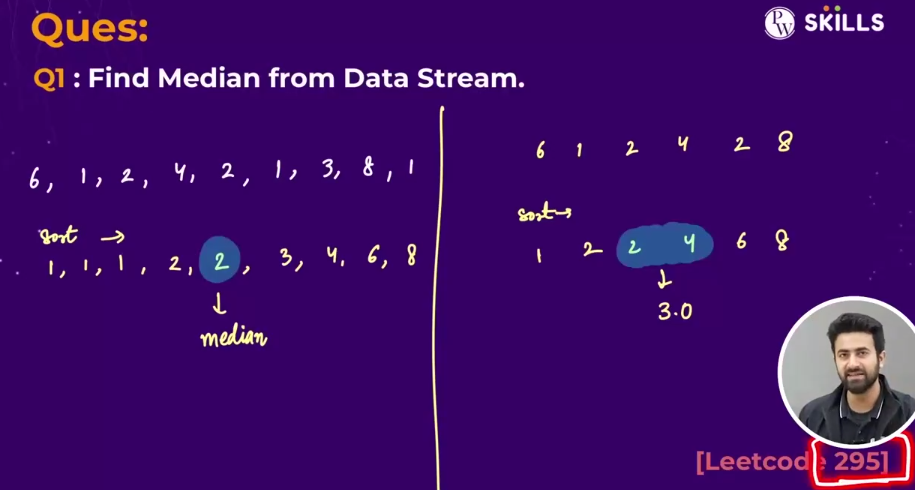 Ques:
PW SKILLS
Q1 : Find Median from Data Stream.
6, 1, 2, 4, 2, 1, 3, 8, 1
sort →
1, 1, 1, 2, 2, 3, 4, 6, 8
↓
median
6 1 2 4 2 8
sort→
1 2 2 4 6 8
↓
3.0
[Leetcode 295]